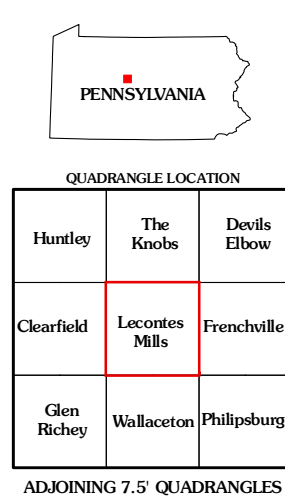 PENNSYLVANIA
QUADRANGLE LOCATION
Huntley
The
Knobs
Devils
Elbow
Clearfield
Lecontes
Mills
Frenchville
Glen
Richey
Wallaceton
Philipsburg
ADJOINING 7.5' QUADRANGLES